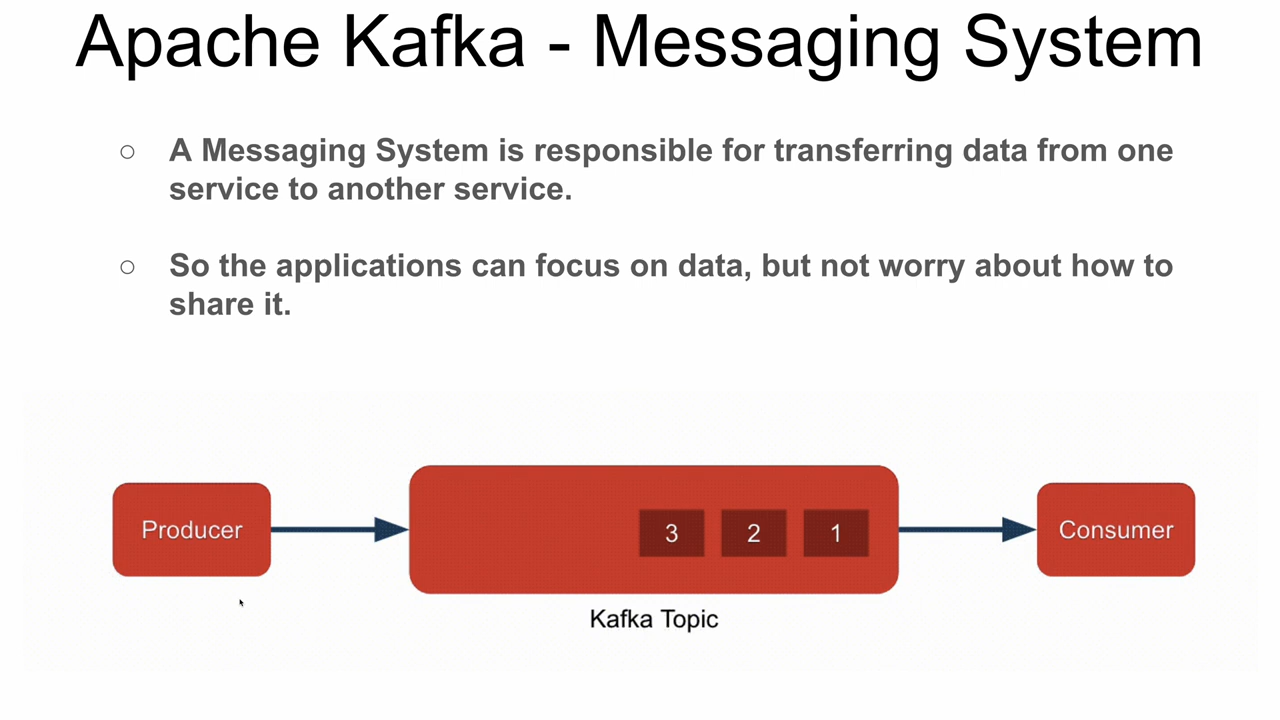 Apache Kafka - Messaging System
○ A Messaging System is responsible for transferring data from one
service to another service.
○ So the applications can focus on data, but not worry about how to
share it.
Producer
3 2 1
Consumer
Kafka Topic